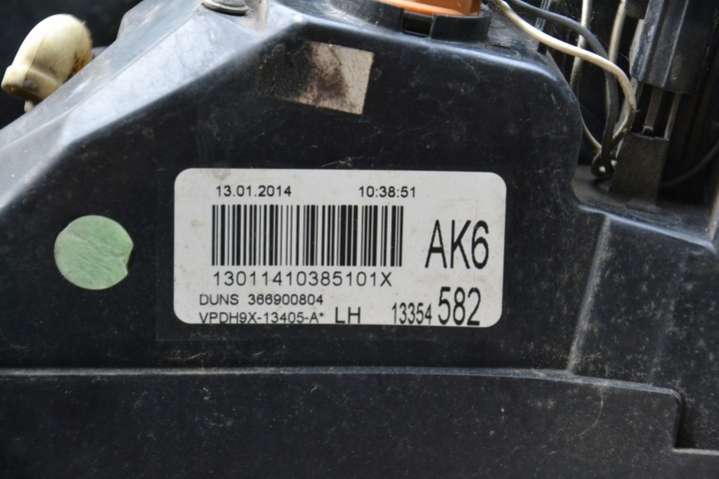 13.01.2014 10:38:51
AK6
13011410385101X
DUNS 366900804
VPDH9X-13405-A* LH 13354 582